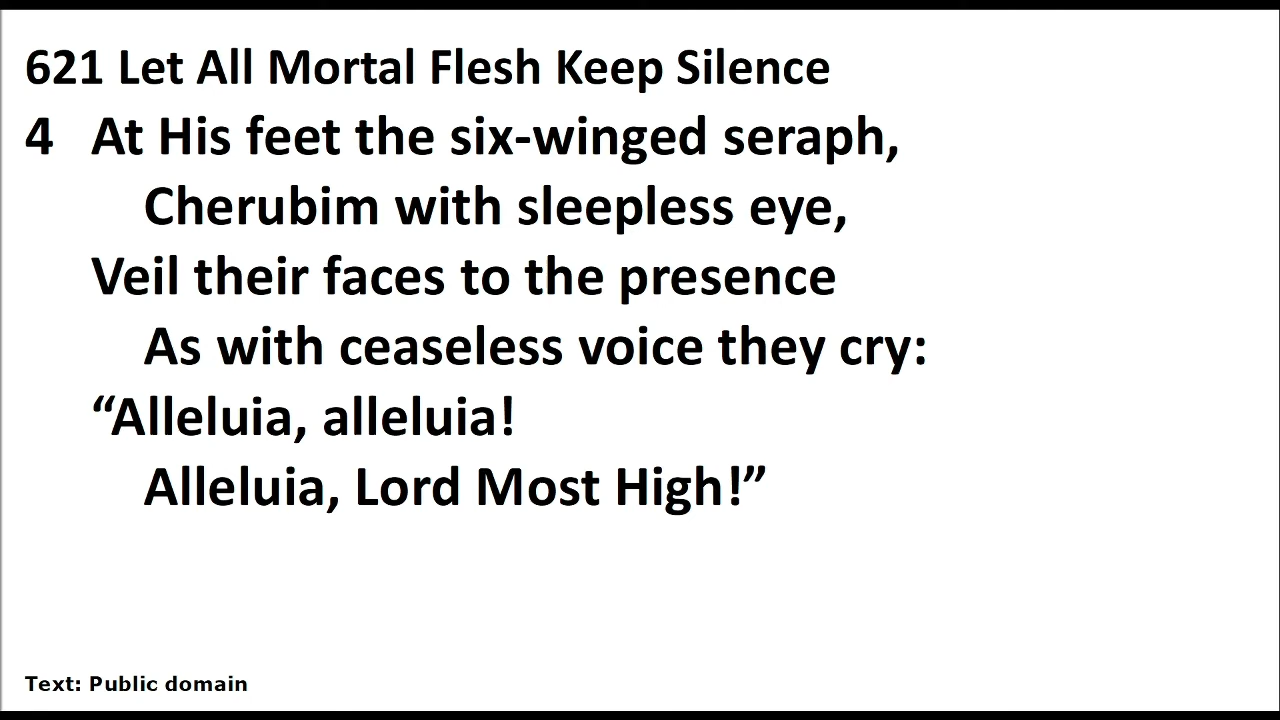 621 Let All Mortal Flesh Keep Silence
4 At His feet the six-winged seraph,
Cherubim with sleepless eye,
Veil their faces to the presence
As with ceaseless voice they cry:
“Alleluia, alleluia!
Alleluia, Lord Most High!”
Text: Public domain